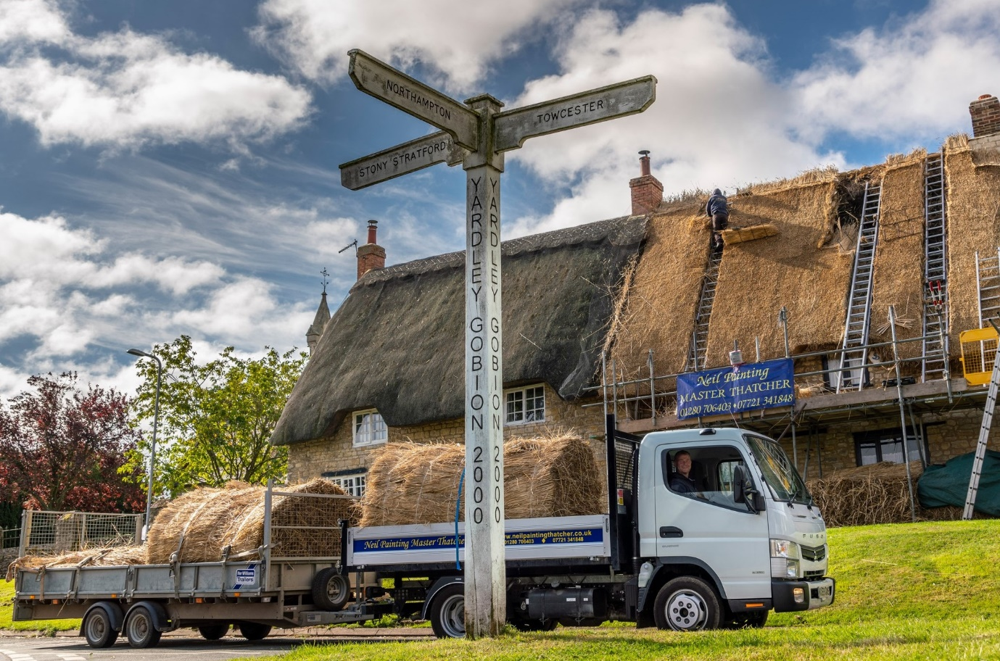 NORTHAMPTON
TOWCESTER
STONY STRATFORD
YARDLEY GOBION 2000
YARDLEY GOBION 2000
Neil Painting
MASTER THATCHER
01280 706403 • 07721 341848
Neil Painting Master Thatche
www.neilpaintingthatcher.co.uk
01280 706403 ♦ 07721 341848
Ifor Williams
Trailers
FUSO